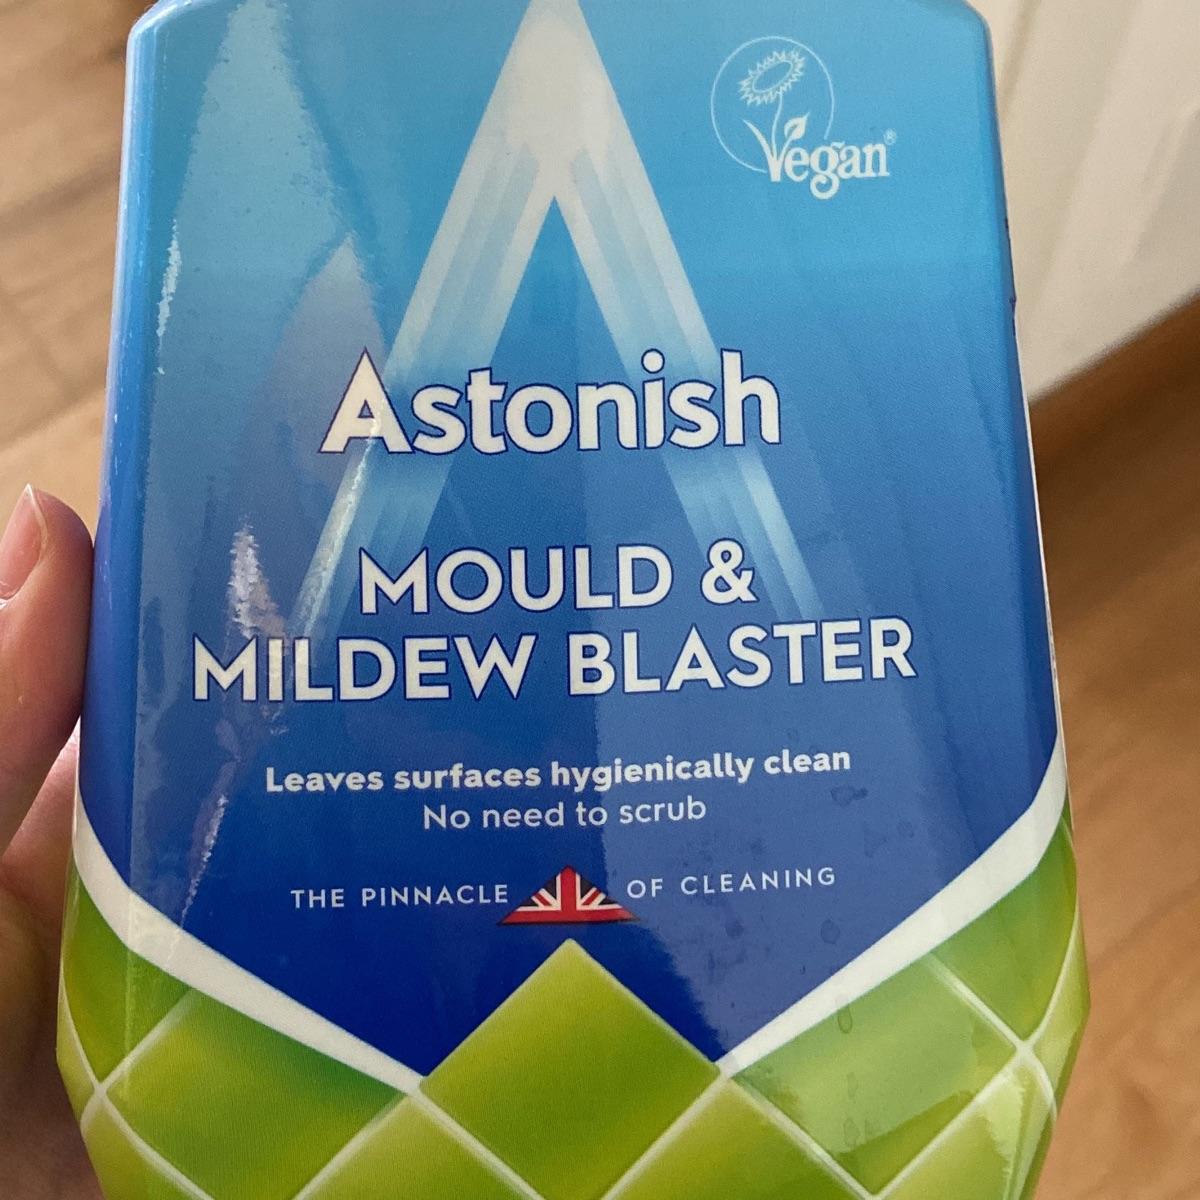 Vegan®
Astonish
MOULD &
MILDEW BLASTER
Leaves surfaces hygienically clean
No need to scrub
THE PINNACLE OF CLEANING